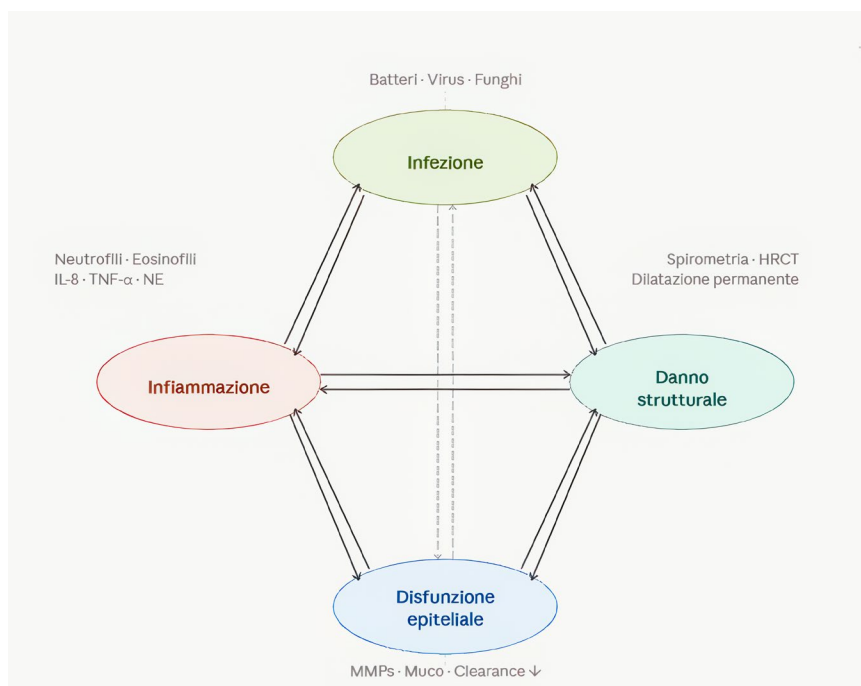 Batteri · Virus · Funghi
Infezione
Neutrofili · Eosinofili
IL-8 · TNF-α · NE
Spirometria · HRCT
Dilatazione permanente
Infiammazione
Danno
strutturale
Disfunzione
epiteliale
MMPs · Muco · Clearance ↓